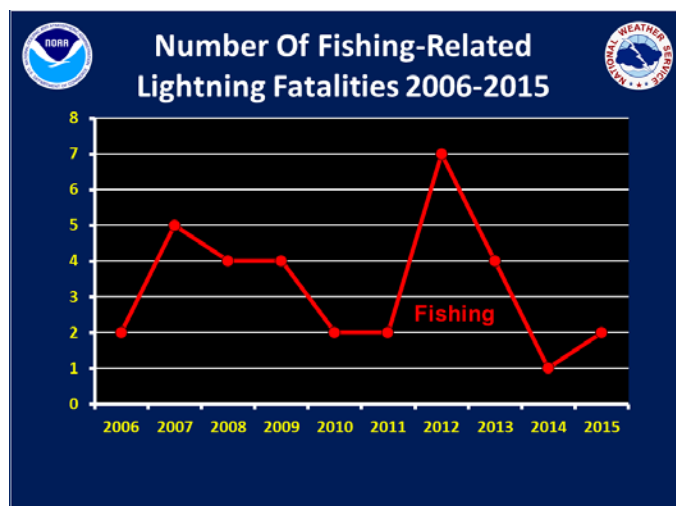 Number Of Fishing-Related
Lightning Fatalities 2006-2015
NOAA
NATIONAL WEATHER SERVICE
8
7
6
5
4
3
2
1
0
Fishing
2006 2007 2008 2009 2010 2011 2012 2013 2014 2015